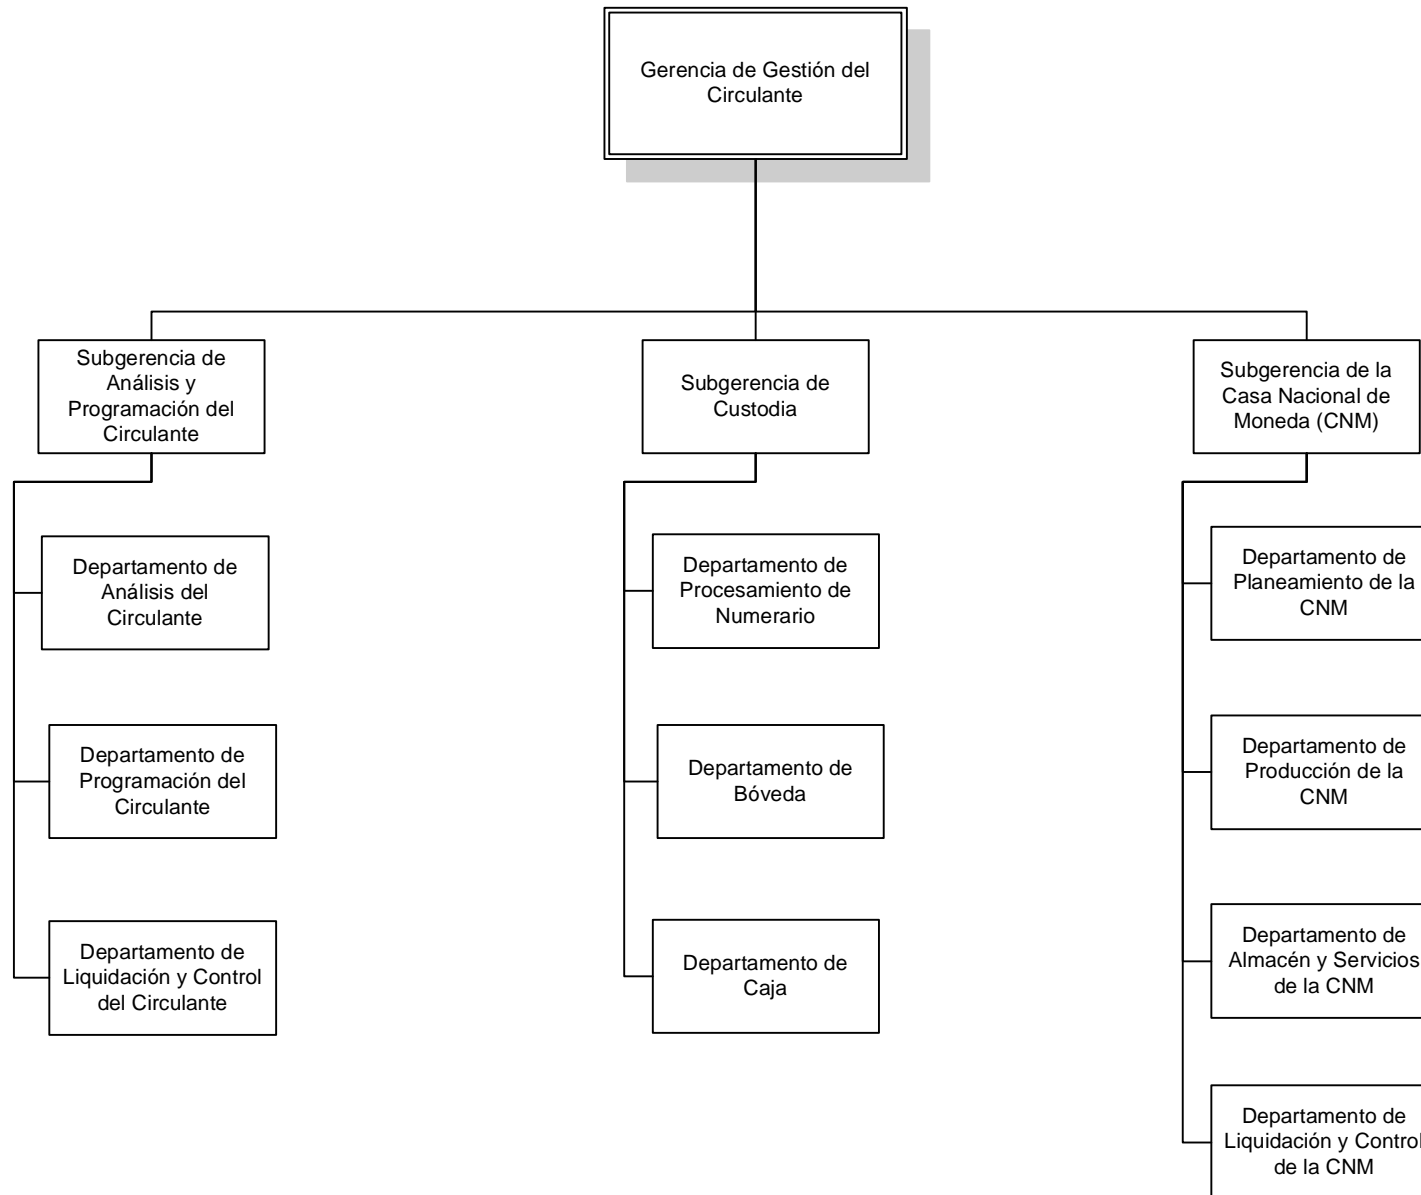 Gerencia de Gestión del
Circulante
Subgerencia de
Análisis y
Programación del
Circulante
Subgerencia de
Custodia
Subgerencia de la
Casa Nacional de
Moneda (CNM)
Departamento de
Análisis del
Circulante
Departamento de
Programación del
Circulante
Departamento de
Liquidación y Control
del Circulante
Departamento de
Procesamiento de
Numerario
Departamento de
Bóveda
Departamento de
Caja
Departamento de
Planeamiento de la
CNM
Departamento de
Producción de la
CNM
Departamento de
Almacén y Servicios
de la CNM
Departamento de
Liquidación y Control
de la CNM